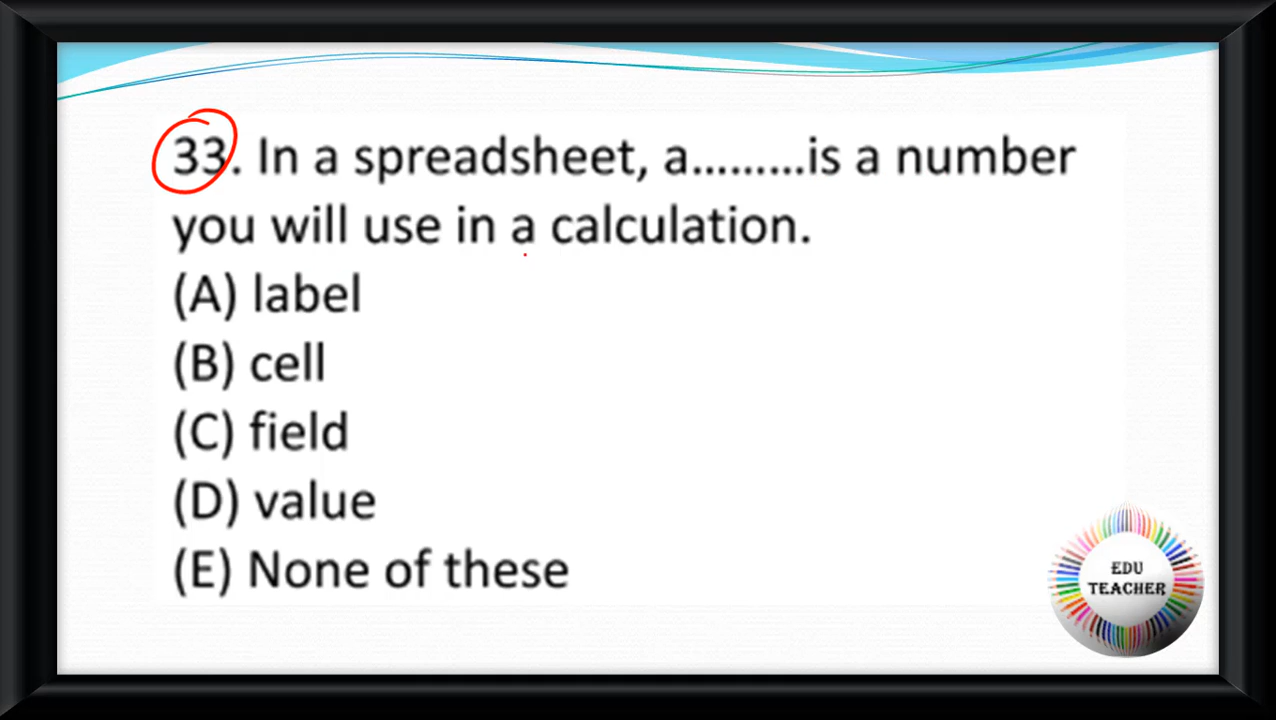 33. In a spreadsheet, a.........is a number
you will use in a calculation.
(A) label
(B) cell
(C) field
(D) value
(E) None of these
EDU
TEACHER